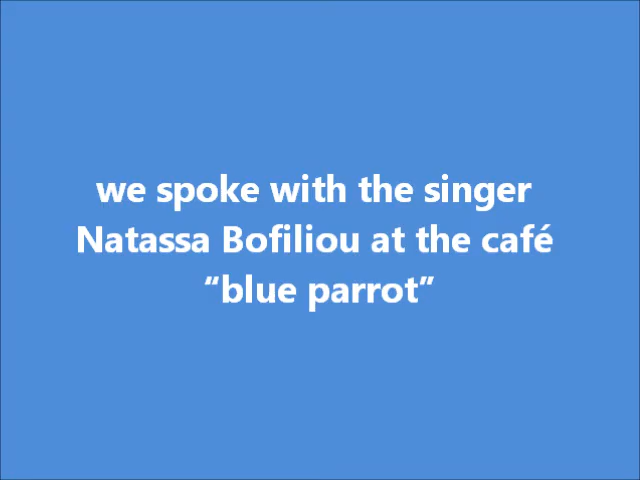 we spoke with the singer
Natassa Bofiliou at the café
“blue parrot”